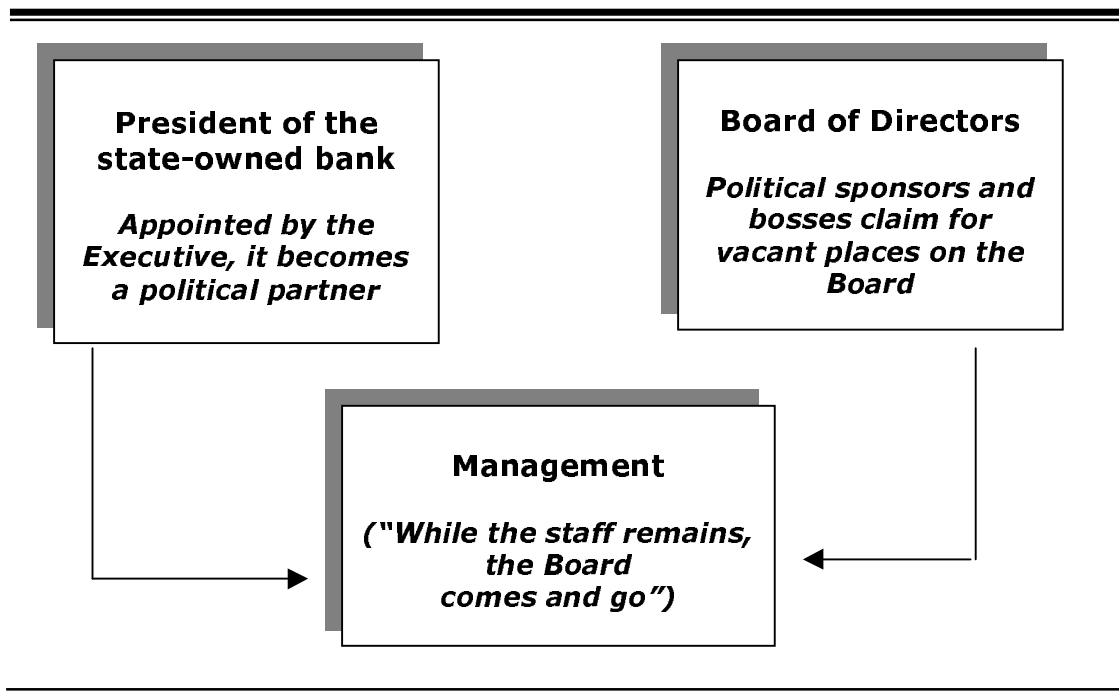 President of the
state-owned bank
Appointed by the
Executive, it becomes
a political partner
Board of Directors
Political sponsors and
bosses claim for
vacant places on the
Board
Management
(“While the staff remains,
the Board
comes and go”)